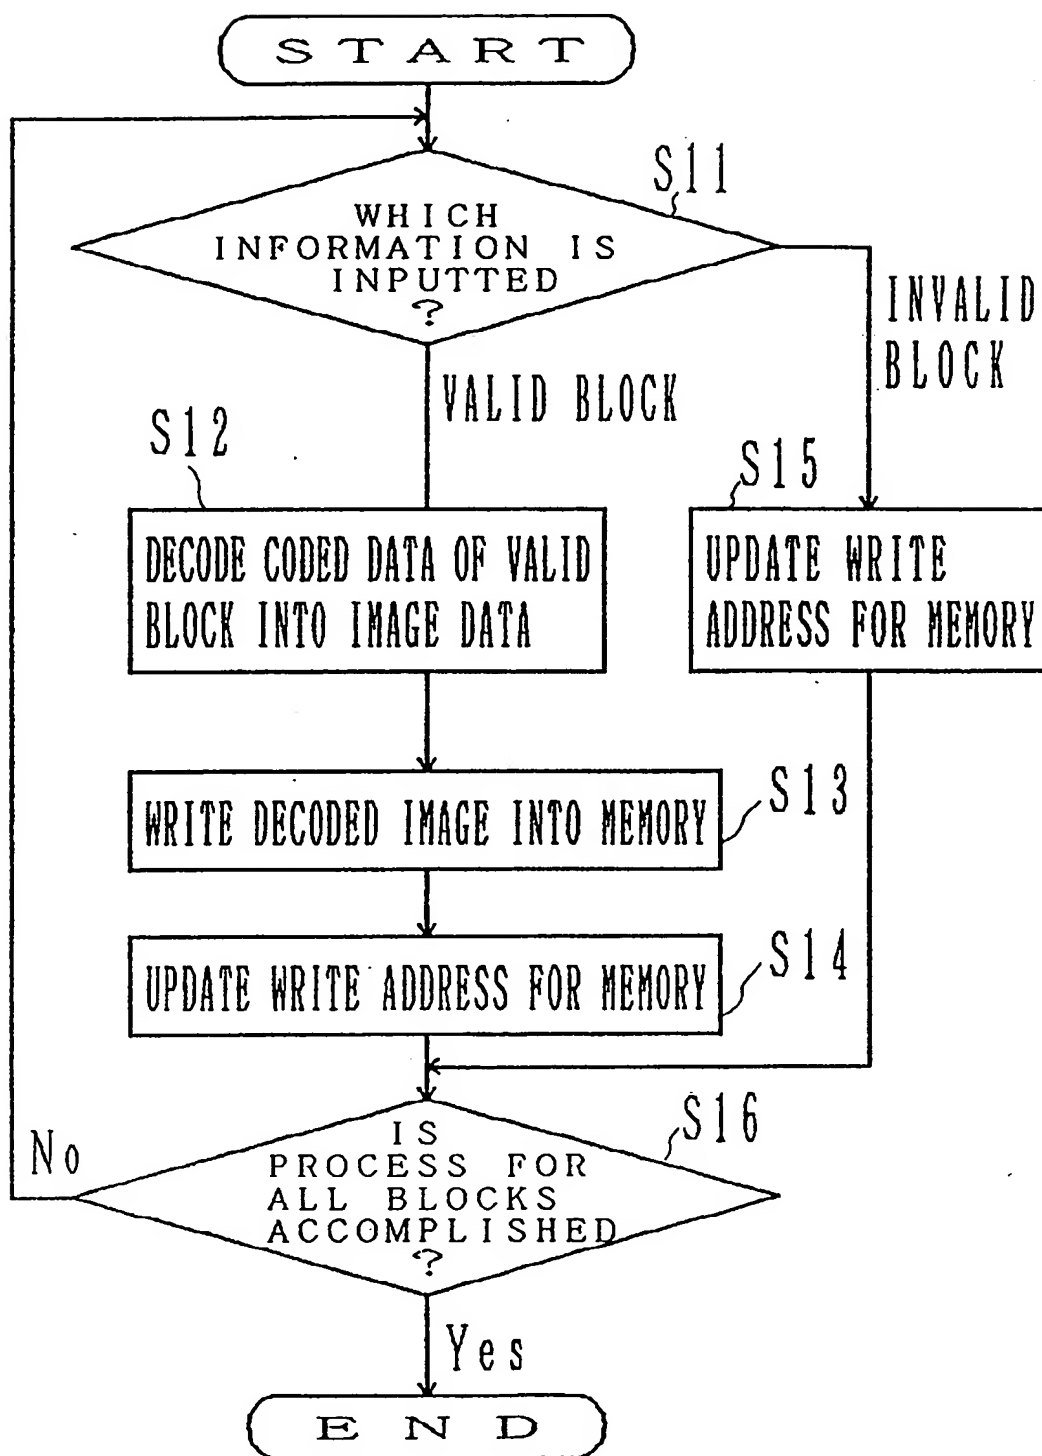 START
S11
WHICH
INFORMATION IS
INPUTTED
?
INVALID
BLOCK
VALID BLOCK
S12
S15
DECODE CODED DATA OF VALID
BLOCK INTO IMAGE DATA
UPDATE WRITE
ADDRESS FOR MEMORY
WRITE DECODED IMAGE INTO MEMORY
S13
UPDATE WRITE ADDRESS FOR MEMORY
S14
S16
No
IS
PROCESS FOR
ALL BLOCKS
ACCOMPLISHED
?
Yes
END